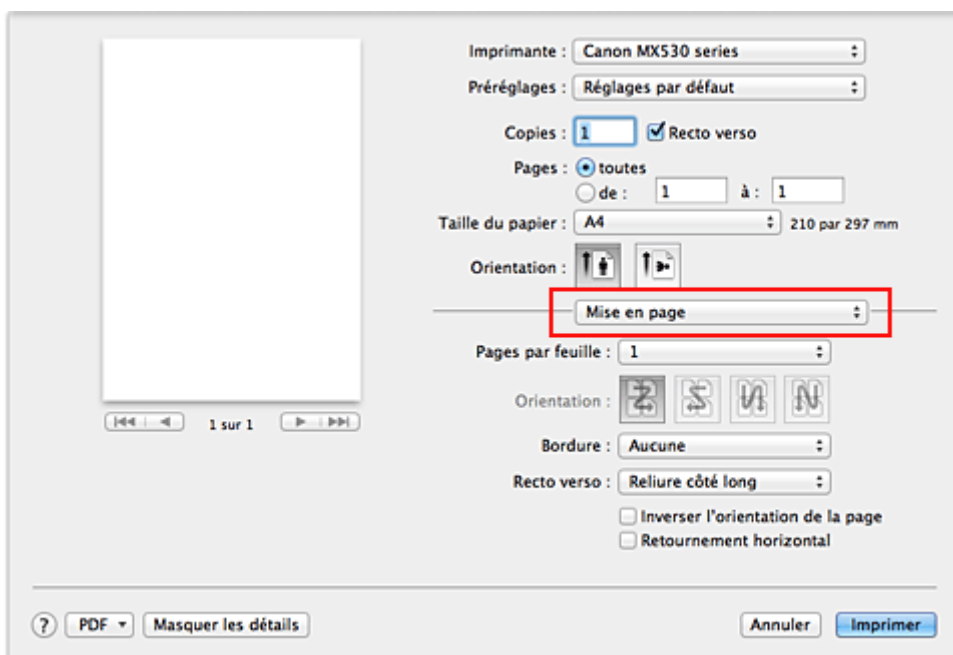 Imprimante : Canon MX530 series
Préréglages : Réglages par défaut
Copies : 1 Recto verso
Pages : toutes
de : 1 à : 1
Taille du papier : A4 210 par 297 mm
Orientation :
Mise en page
Pages par feuille : 1
Orientation :
1 sur 1
Bordure : Aucune
Recto verso : Reliure côté long
Inverser l'orientation de la page
Retournement horizontal
? PDF Masquer les détails Annuler Imprimer